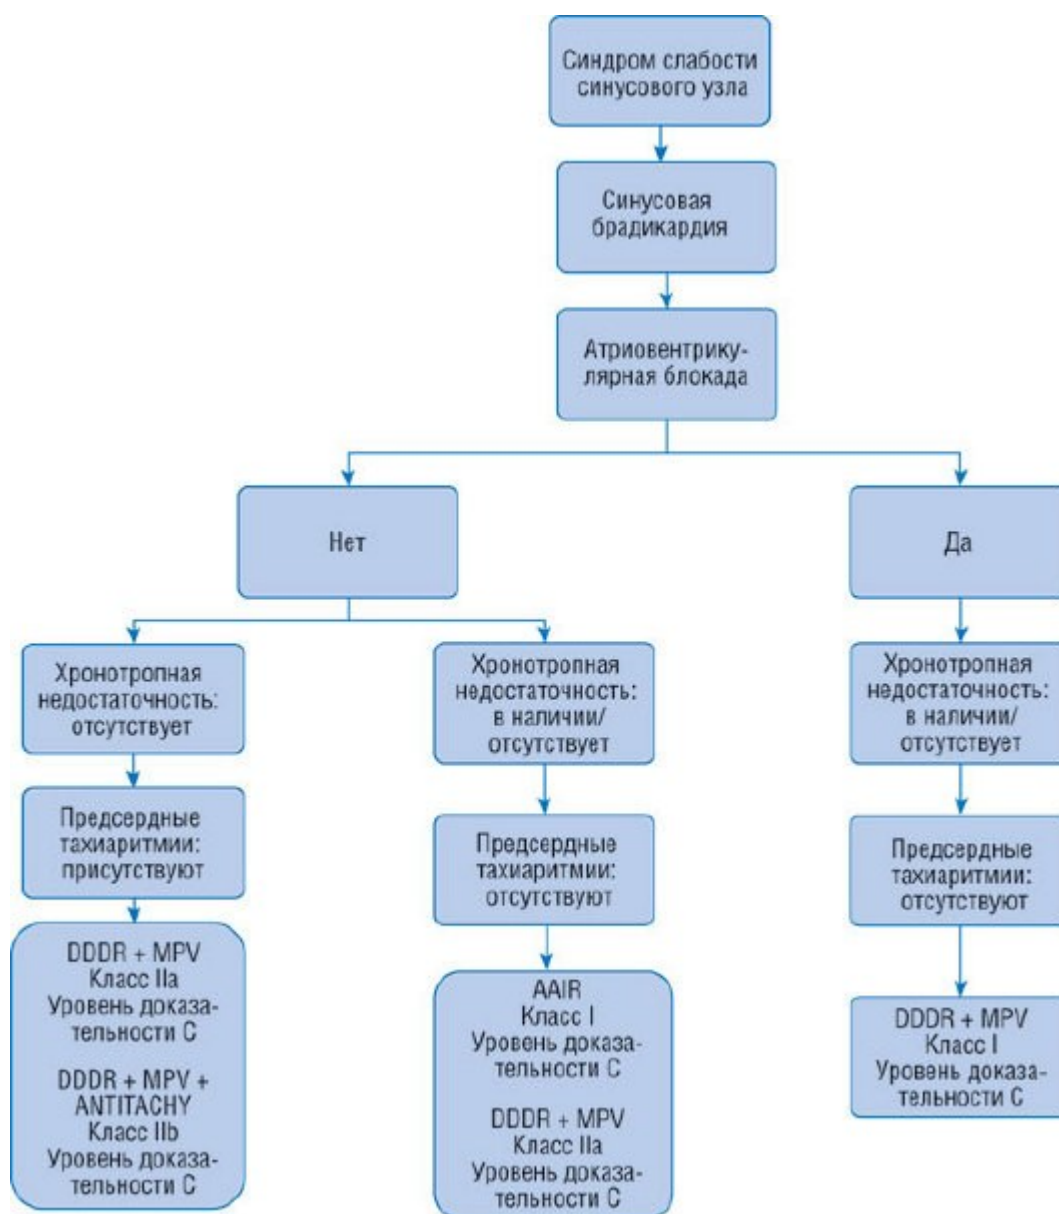 Синдром слабости
синусового узла
Синусовая
брадикардия
Атриовентрику-
лярная блокада
Нет
Да
Хронотропная
недостаточность:
отсутствует
Предсердные
тахиаритмии:
присутствуют
DDDR + MPV
Класс IIa
Уровень доказа-
тельности С
DDDR + MPV +
ANTITACHY
Класс IIb
Уровень доказа-
тельности С
Хронотропная
недостаточность:
в наличии/
отсутствует
Предсердные
тахиаритмии:
отсутствуют
AAIR
Класс I
Уровень доказа-
тельности С
DDDR + MPV
Класс IIa
Уровень доказа-
тельности С
Хронотропная
недостаточность:
в наличии/
отсутствует
Предсердные
тахиаритмии:
отсутствуют
DDDR + MPV
Класс I
Уровень доказа-
тельности С